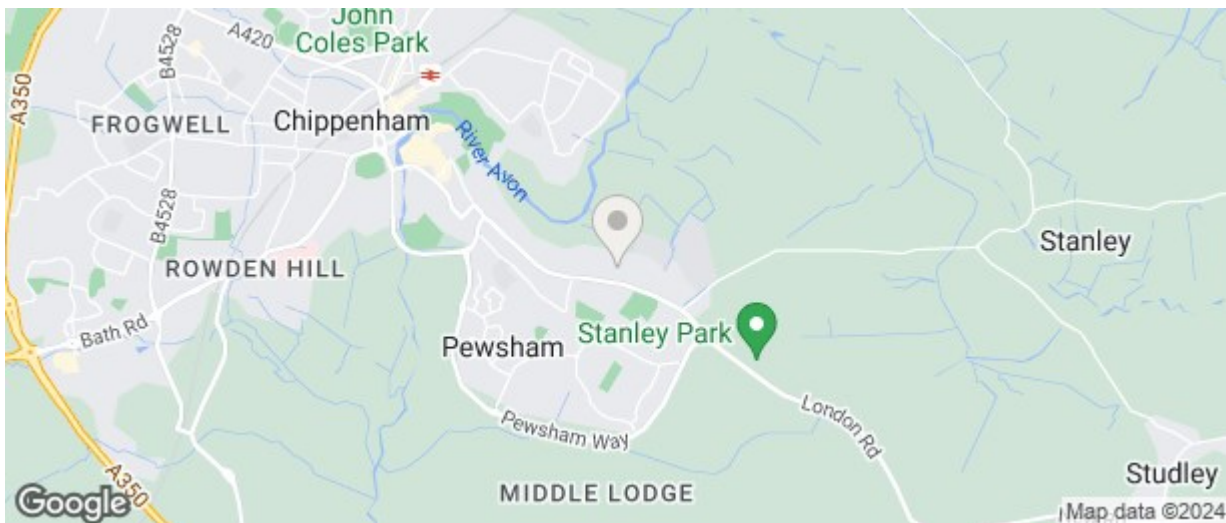 John
Coles Park
A420
B4528
A350
FROGWELL
Chippenham
River Avon
B4528
Stanley
ROWDEN HILL
Bath Rd
Stanley Park
Pewsham
London Rd
Pewsham Way
A350
Studley
MIDDLE LODGE
Google
Map data ©2024